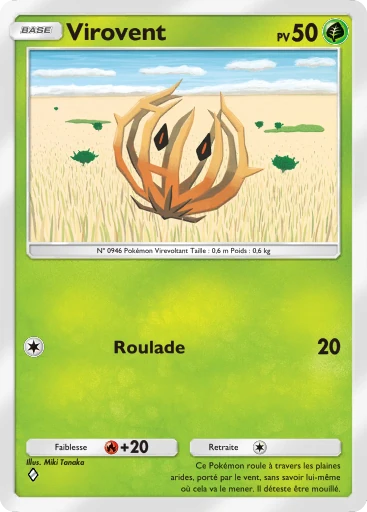 BASE Virovent PV 50
N° 0946 Pokémon Virevoltant Taille : 0,6 m Poids : 0,6 kg
Roulade 20
Faiblesse +20 Retraite
Illus. Miki Tanaka
Ce Pokémon roule à travers les plaines
arides, porté par le vent, sans savoir lui-même
où cela va le mener. Il déteste être mouillé.